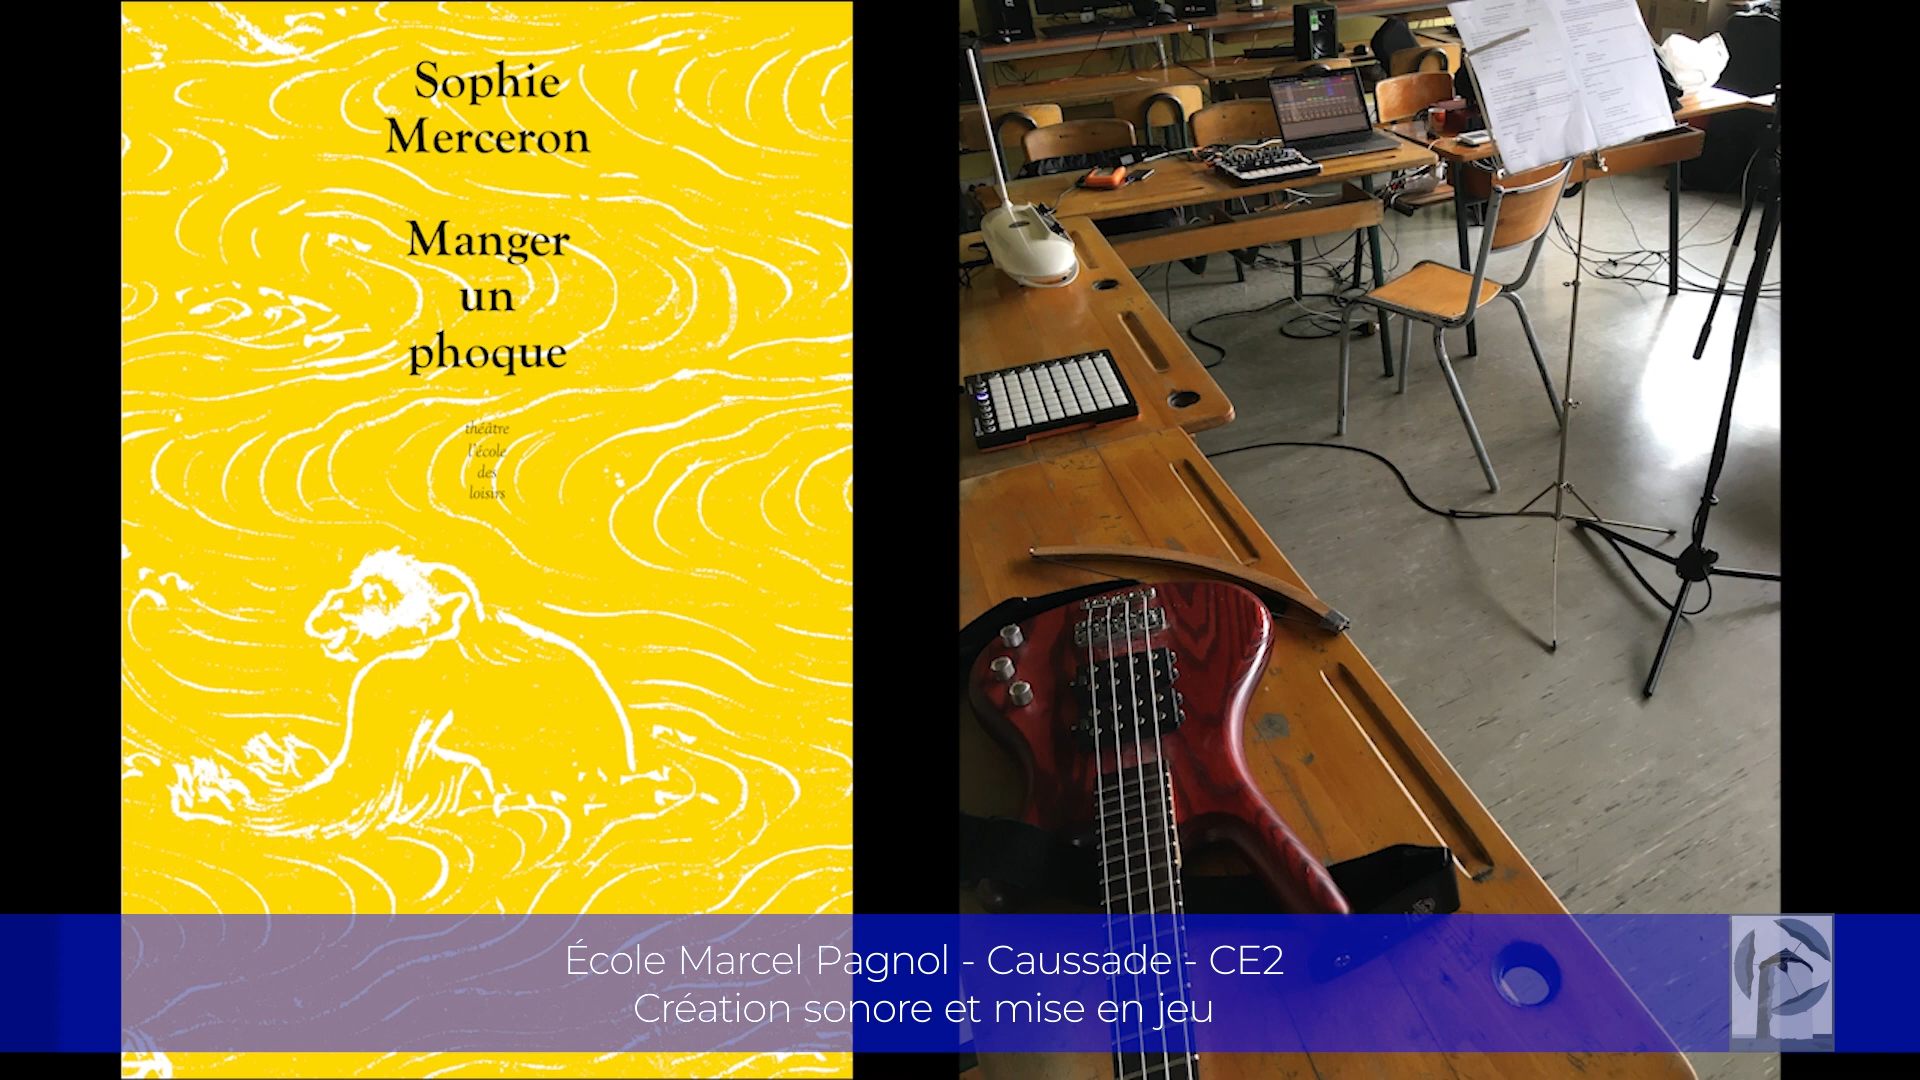 Sophie
Merceron
Manger
un
phoque
théâtre
l'école
des
loisirs
École Marcel Pagnol - Caussade - CE2
Création sonore et mise en jeu